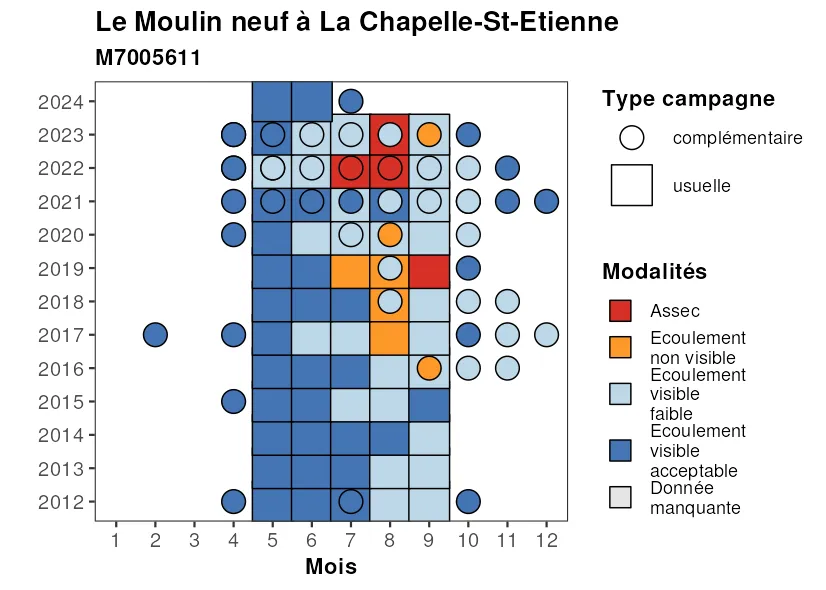 Le Moulin neuf à La Chapelle-St-Etienne
M7005611
2024
2023
2022
2021
2020
2019
2018
2017
2016
2015
2014
2013
2012
1 2 3 4 5 6 7 8 9 10 11 12
Mois
Type campagne
complémentaire
usuelle
Modalités
Assec
Ecoulement
non visible
Ecoulement
visible
faible
Ecoulement
visible
acceptable
Donnée
manquante